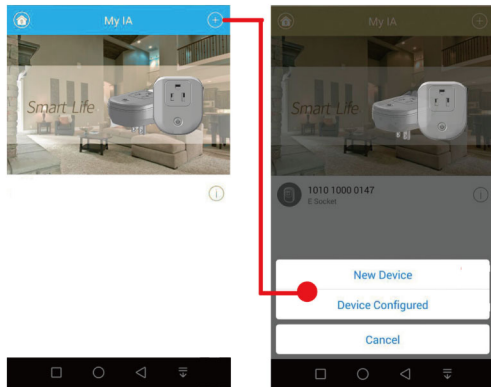 My IA
Smart Life
My IA
Smart Life
1010 1000 0147
E Socket
New Device
Device Configured
Cancel